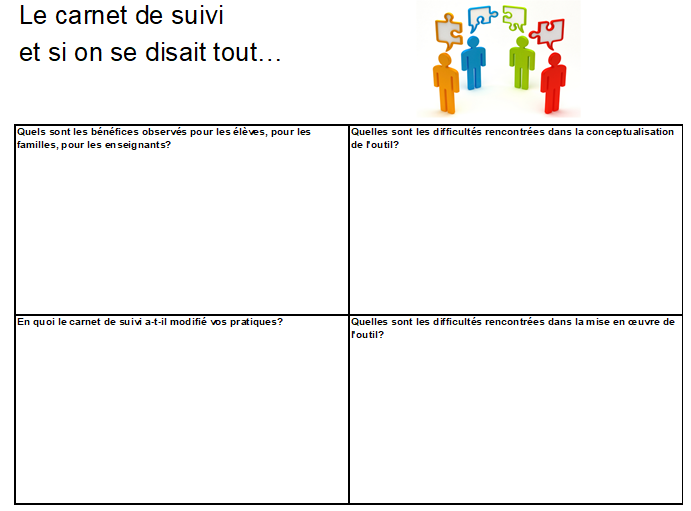 Le carnet de suivi
et si on se disait tout…
Quels sont les bénéfices observés pour les élèves, pour les
familles, pour les enseignants?
Quelles sont les difficultés rencontrées dans la conceptualisation
de l'outil?
En quoi le carnet de suivi a-t-il modifié vos pratiques?
Quelles sont les difficultés rencontrées dans la mise en œuvre de
l'outil?